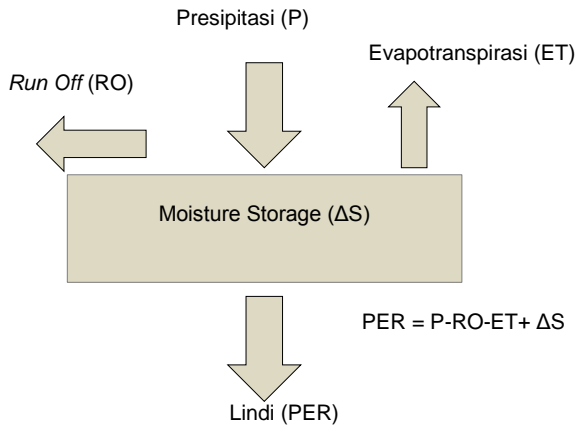 Presipitasi (P)
Evapotranspirasi (ET)
Run Off (RO)
Moisture Storage (ΔS)
PER = P-RO-ET+ ΔS
Lindi (PER)